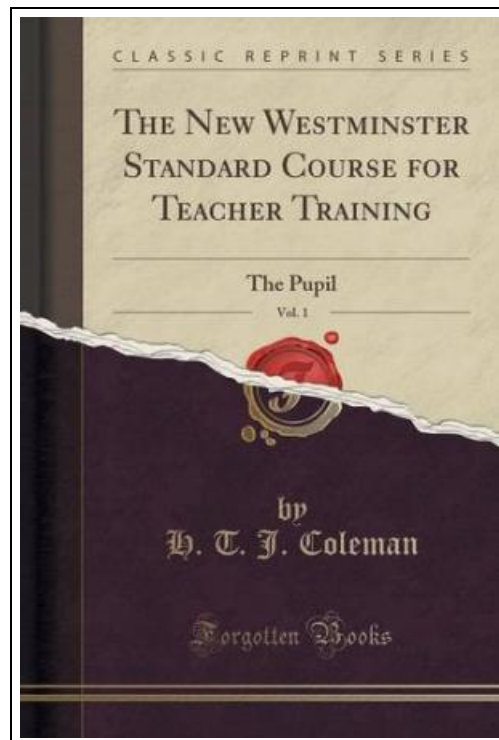 CLASSIC REPRINT SERIES
THE NEW WESTMINSTER
STANDARD COURSE FOR
TEACHER TRAINING
The Pupil
Vol. 1
by
H. T. J. Coleman
Forgotten Books